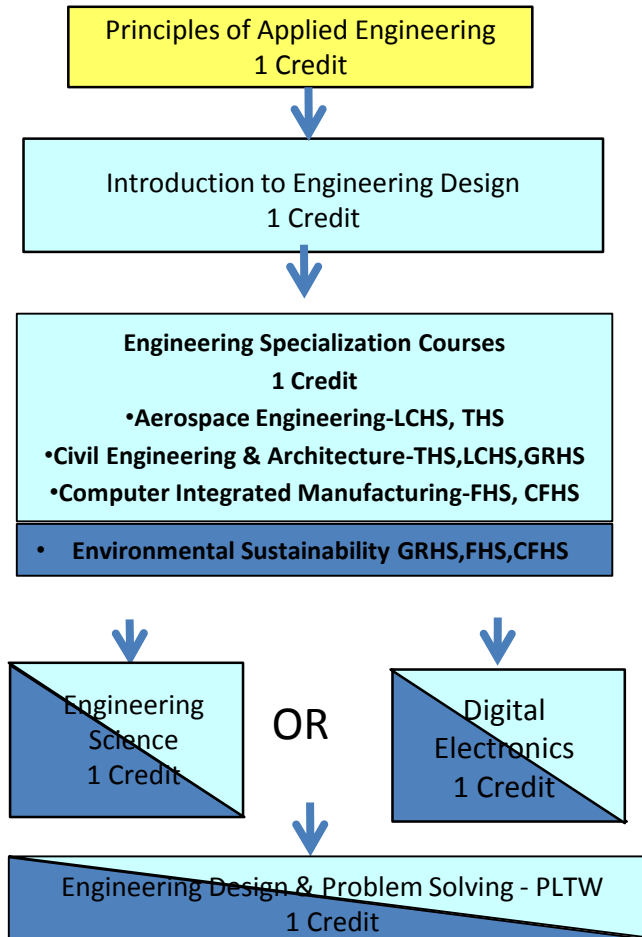 Principles of Applied Engineering
1 Credit
Introduction to Engineering Design
1 Credit
Engineering Specialization Courses
1 Credit
•Aerospace Engineering-LCHS, THS
•Civil Engineering & Architecture-THS,LCHS,GRHS
•Computer Integrated Manufacturing-FHS, CFHS
• Environmental Sustainability GRHS,FHS,CFHS
Engineering
Science
1 Credit
OR
Digital
Electronics
1 Credit
Engineering Design & Problem Solving - PLTW
1 Credit